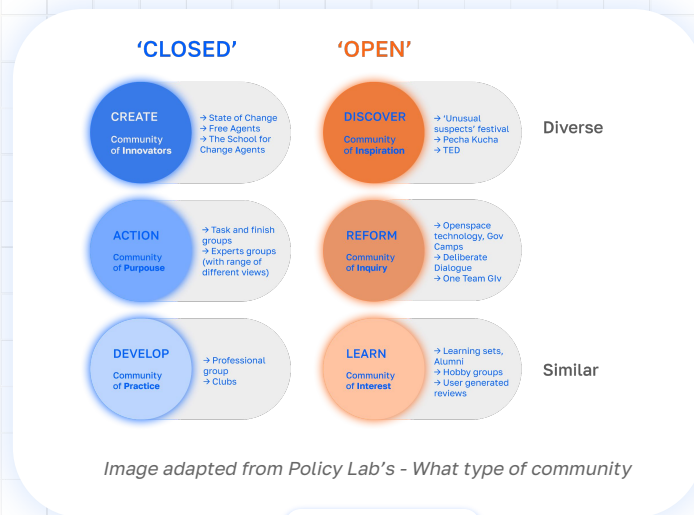 ‘CLOSED’
‘OPEN’
CREATE
Community
of Innovators
→ State of Change
→ Free Agents
→ The School for
Change Agents
DISCOVER
Community
of Inspiration
→ ‘Unusual
suspects’ festival
→ Pecha Kucha
→ TED
Diverse
ACTION
Community
of Purpouse
→ Task and finish
groups
→ Experts groups
(with range of
different views)
REFORM
Community
of Inquiry
→ Openspace
technology, Gov
Camps
→ Deliberate
Dialogue
→ One Team GIv
DEVELOP
Community
of Practice
→ Professional
group
→ Clubs
LEARN
Community
of Interest
→ Learning sets,
Alumni
→ Hobby groups
→ User generated
reviews
Similar
Image adapted from Policy Lab’s - What type of community